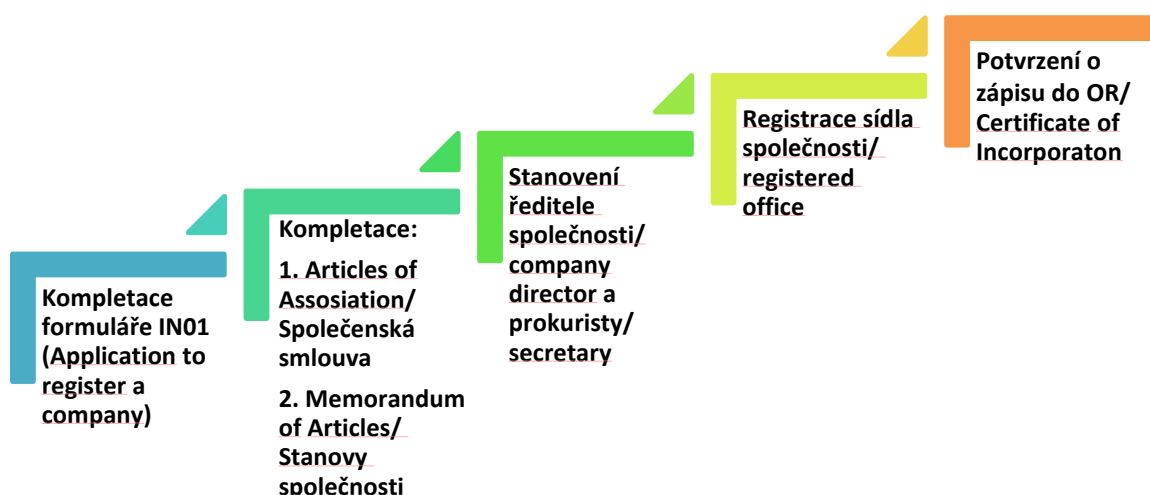 Kompletace
formuláře IN01
(Application to
register a
company)
Kompletace:
1. Articles of
Assosiation/
Společenská
smlouva
2. Memorandum
of Articles/
Stanovy
společnosti
Stanovení
ředitele
společnosti/
company
director a
prokuristy/
secretary
Registrace sídla
společnosti/
registered
office
Potvrzení o
zápisu do OR/
Certificate of
Incorporaton